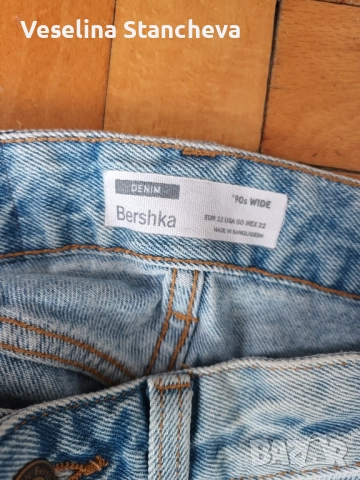 Veselina Stancheva
DENIM
'90s WIDE
Bershka
EUR 32 USA 00 MEX 22
MADE IN BANGLADESH
BAZAR